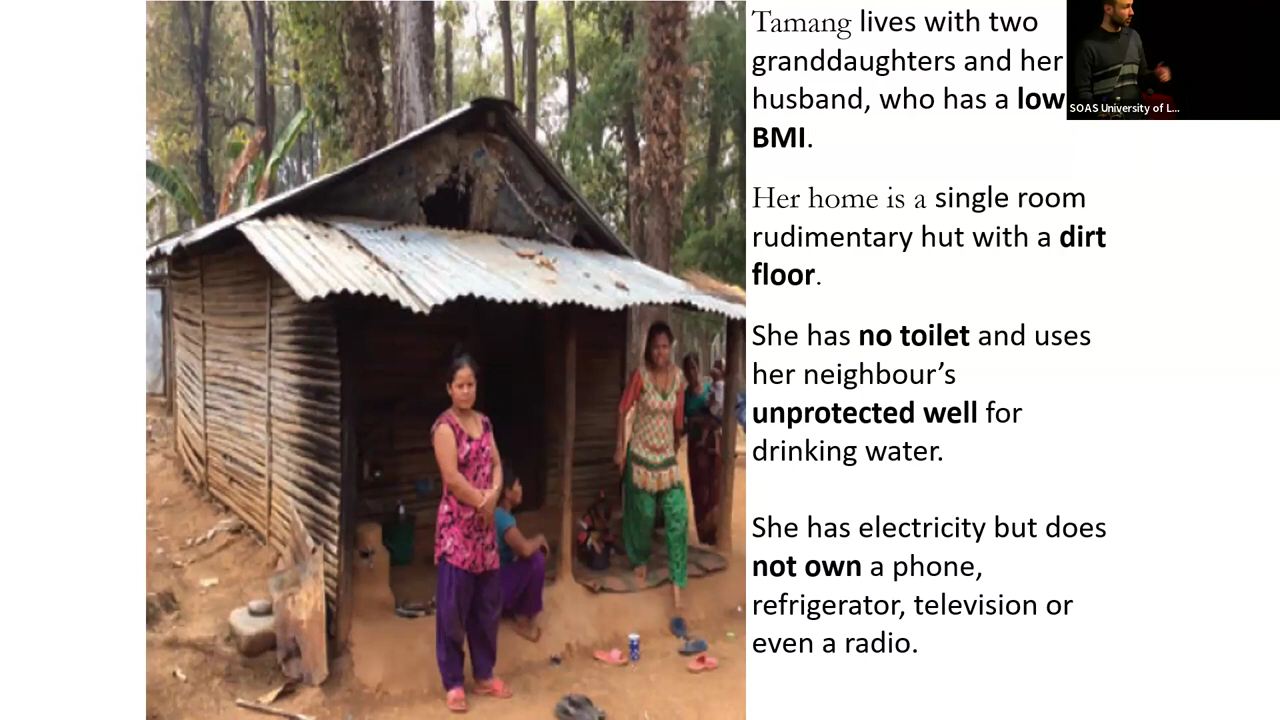 Tamang lives with two
granddaughters and her
husband, who has a low
BMI.
Her home is a single room
rudimentary hut with a dirt
floor.
She has no toilet and uses
her neighbour's
unprotected well for
drinking water.
She has electricity but does
not own a phone,
refrigerator, television or
even a radio.
SOAS University of L...